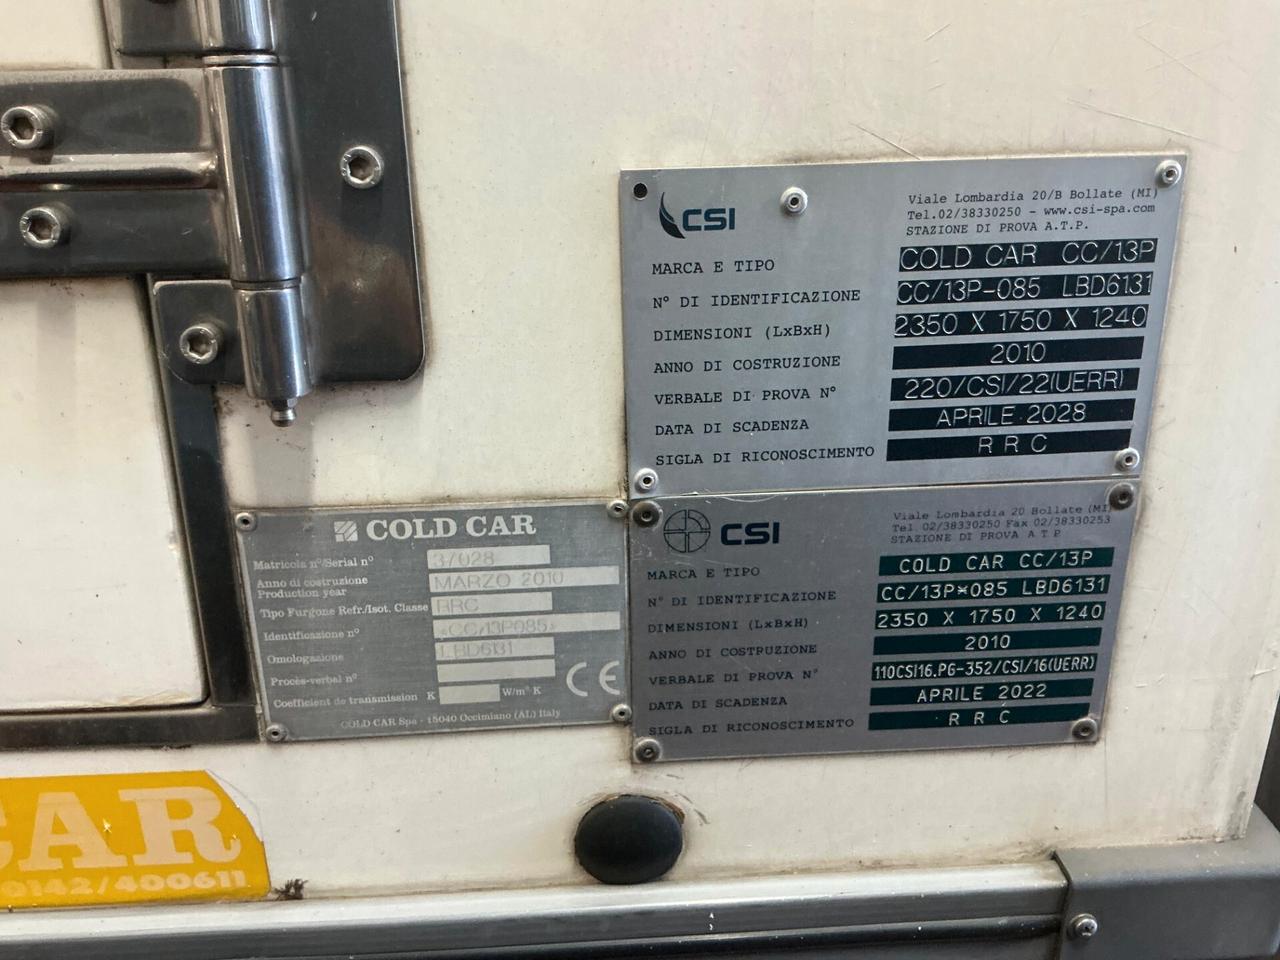 CSI
Viale Lombardia 20/B Bollate (MI)
Tel.02/38330250 - www.csi-spa.com
STAZIONE DI PROVA A.T.P.
MARCA E TIPO COLD CAR CC/13P
N° DI IDENTIFICAZIONE CC/13P-085 LBD6131
DIMENSIONI (LxBxH) 2350 X 1750 X 1240
ANNO DI COSTRUZIONE 2010
VERBALE DI PROVA N° 220/CSI/22(UERR)
DATA DI SCADENZA APRILE 2028
SIGLA DI RICONOSCIMENTO R R C
COLD CAR
Matricola n°/Serial n° 37028
Anno di costruzione
Production year MARZO 2010
Tipo Furgone Refr./Isot. Classe RRC
Identificazione n° *CC/13P085*
Omologazione LBD6131
Procès-verbal n°
Coefficient de transmission K W/m² K
CE
COLD CAR Spa - 15040 Occimiano (AL) Italy
CSI
Viale Lombardia 20 Bollate (MI)
Tel. 02/38330250 Fax 02/38330253
STAZIONE DI PROVA A.T.P
MARCA E TIPO COLD CAR CC/13P
N° DI IDENTIFICAZIONE CC/13P*085 LBD6131
DIMENSIONI (LxBxH) 2350 X 1750 X 1240
ANNO DI COSTRUZIONE 2010
VERBALE DI PROVA N° 110CSI16.PG-352/CSI/16(UERR)
DATA DI SCADENZA APRILE 2022
SIGLA DI RICONOSCIMENTO R R C
CAR
0142/400611